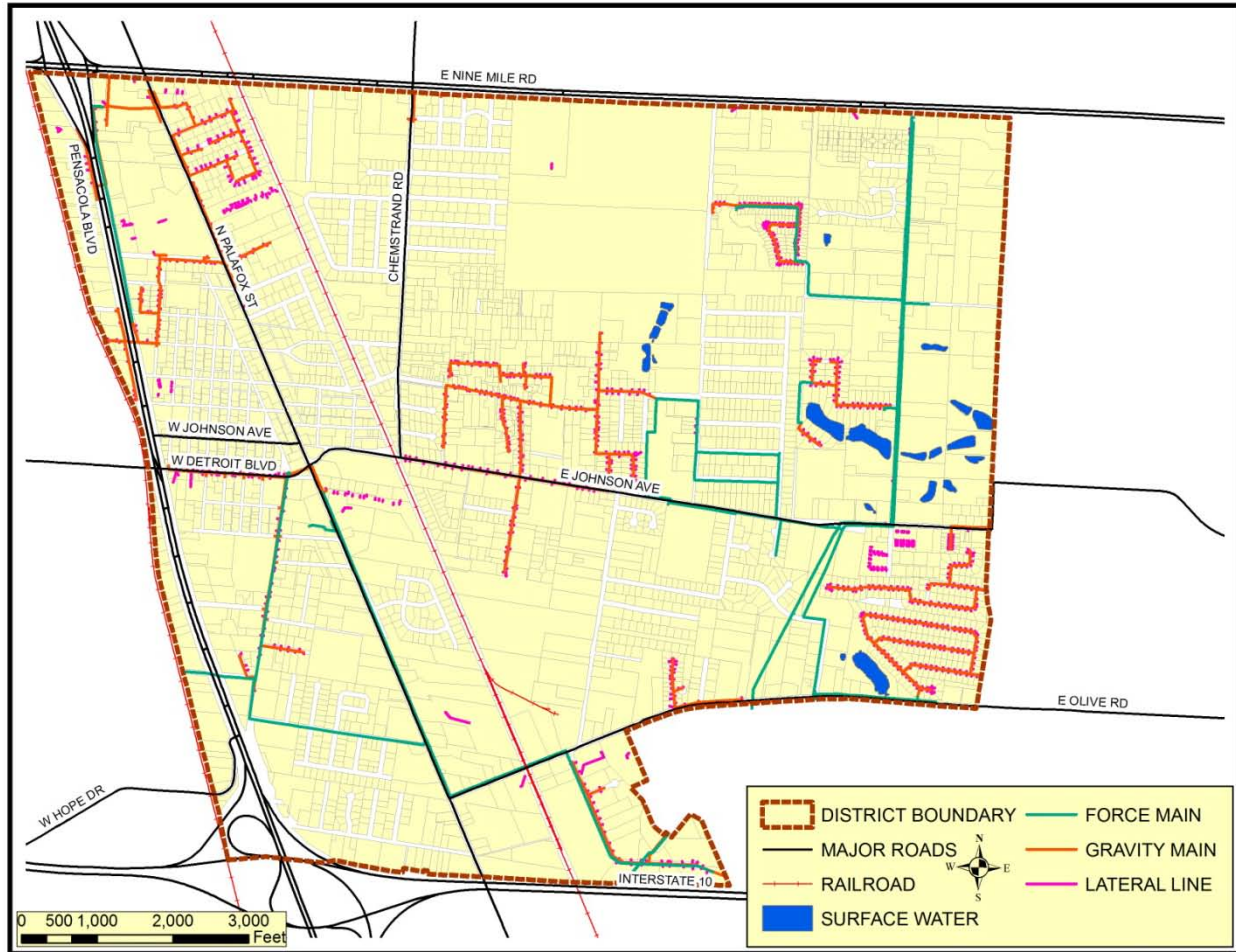 E NINE MILE RD
PENSACOLA BLVD
N PALAFOX ST
CHEMSTRAND RD
W JOHNSON AVE
W DETROIT BLVD
E JOHNSON AVE
E OLIVE RD
W HOPE DR
INTERSTATE 10
0 500 1,000 2,000 3,000
Feet
DISTRICT BOUNDARY
MAJOR ROADS
RAILROAD
SURFACE WATER
N
W E
S
FORCE MAIN
GRAVITY MAIN
LATERAL LINE